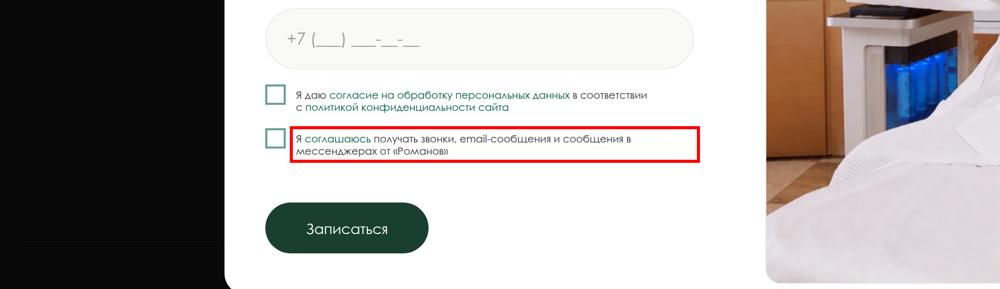 +7 (___) ___-__-__
Я даю согласие на обработку персональных данных в соответствии
с политикой конфиденциальности сайта
Я соглашаюсь получать звонки, email-сообщения и сообщения в
мессенджерах от «Романов»
Записаться